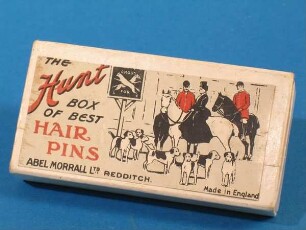 THE
Hunt
BOX
OF BEST
HAIR
PINS
ABEL MORRALL LTD REDDITCH.
Made in England